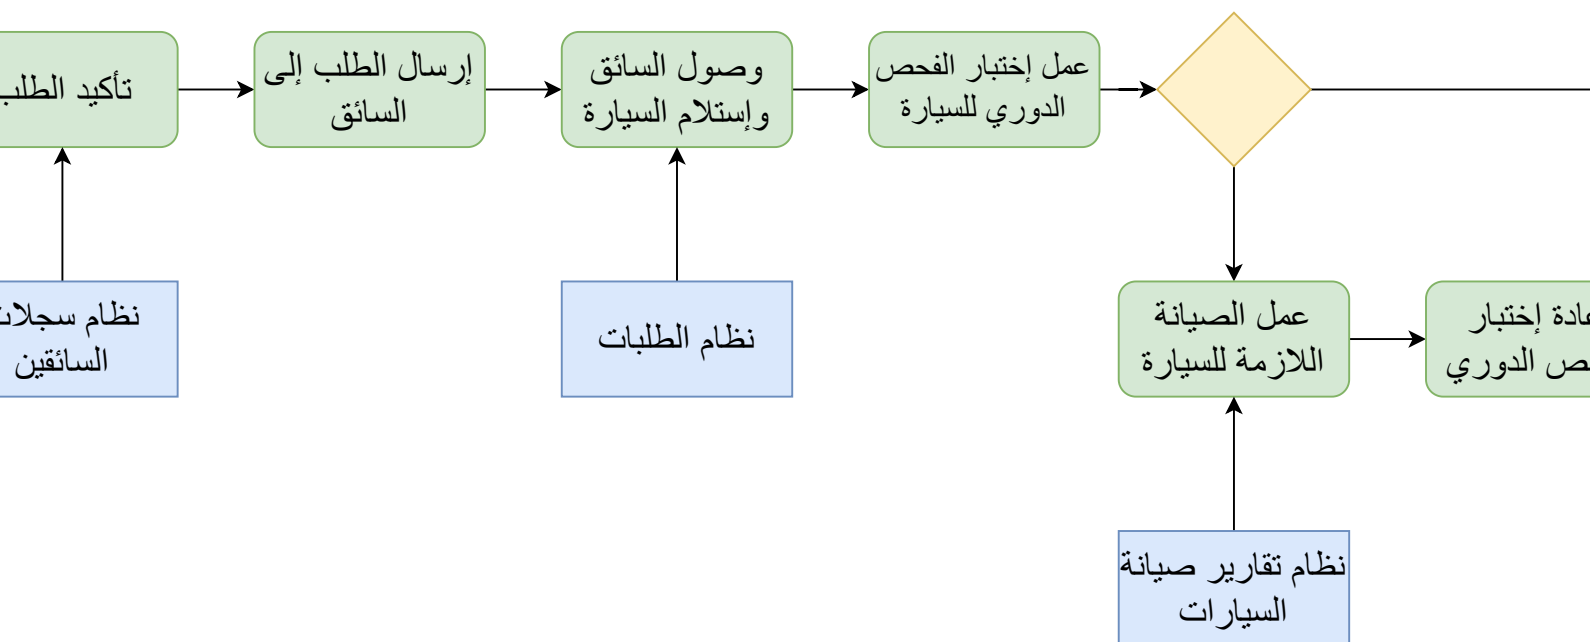 تأكيد الطلب
إرسال الطلب إلى
السائق
وصول السائق
وإستلام السيارة
عمل إختبار الفحص
الدوري للسيارة
نظام
السائقين
نظام الطلبات
عمل الصيانة
اللازمة للسيارة
إختبار
الدوري
نظام تقارير صيانة
السيارات